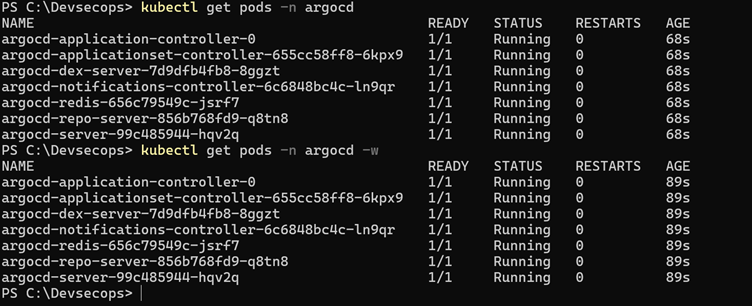 PS C:\Devsecops> kubectl get pods -n argocd
NAME READY STATUS RESTARTS AGE
argocd-application-controller-0 1/1 Running 0 68s
argocd-applicationset-controller-655cc58ff8-6kpx9 1/1 Running 0 68s
argocd-dex-server-7d9dfb4fb8-8ggzt 1/1 Running 0 68s
argocd-notifications-controller-6c6848bc4c-ln9qr 1/1 Running 0 68s
argocd-redis-656c79549c-jsrf7 1/1 Running 0 68s
argocd-repo-server-856b768fd9-q8tn8 1/1 Running 0 68s
argocd-server-99c485944-hqv2q 1/1 Running 0 68s
PS C:\Devsecops> kubectl get pods -n argocd -w
NAME READY STATUS RESTARTS AGE
argocd-application-controller-0 1/1 Running 0 89s
argocd-applicationset-controller-655cc58ff8-6kpx9 1/1 Running 0 89s
argocd-dex-server-7d9dfb4fb8-8ggzt 1/1 Running 0 89s
argocd-notifications-controller-6c6848bc4c-ln9qr 1/1 Running 0 89s
argocd-redis-656c79549c-jsrf7 1/1 Running 0 89s
argocd-repo-server-856b768fd9-q8tn8 1/1 Running 0 89s
argocd-server-99c485944-hqv2q 1/1 Running 0 89s
PS C:\Devsecops>